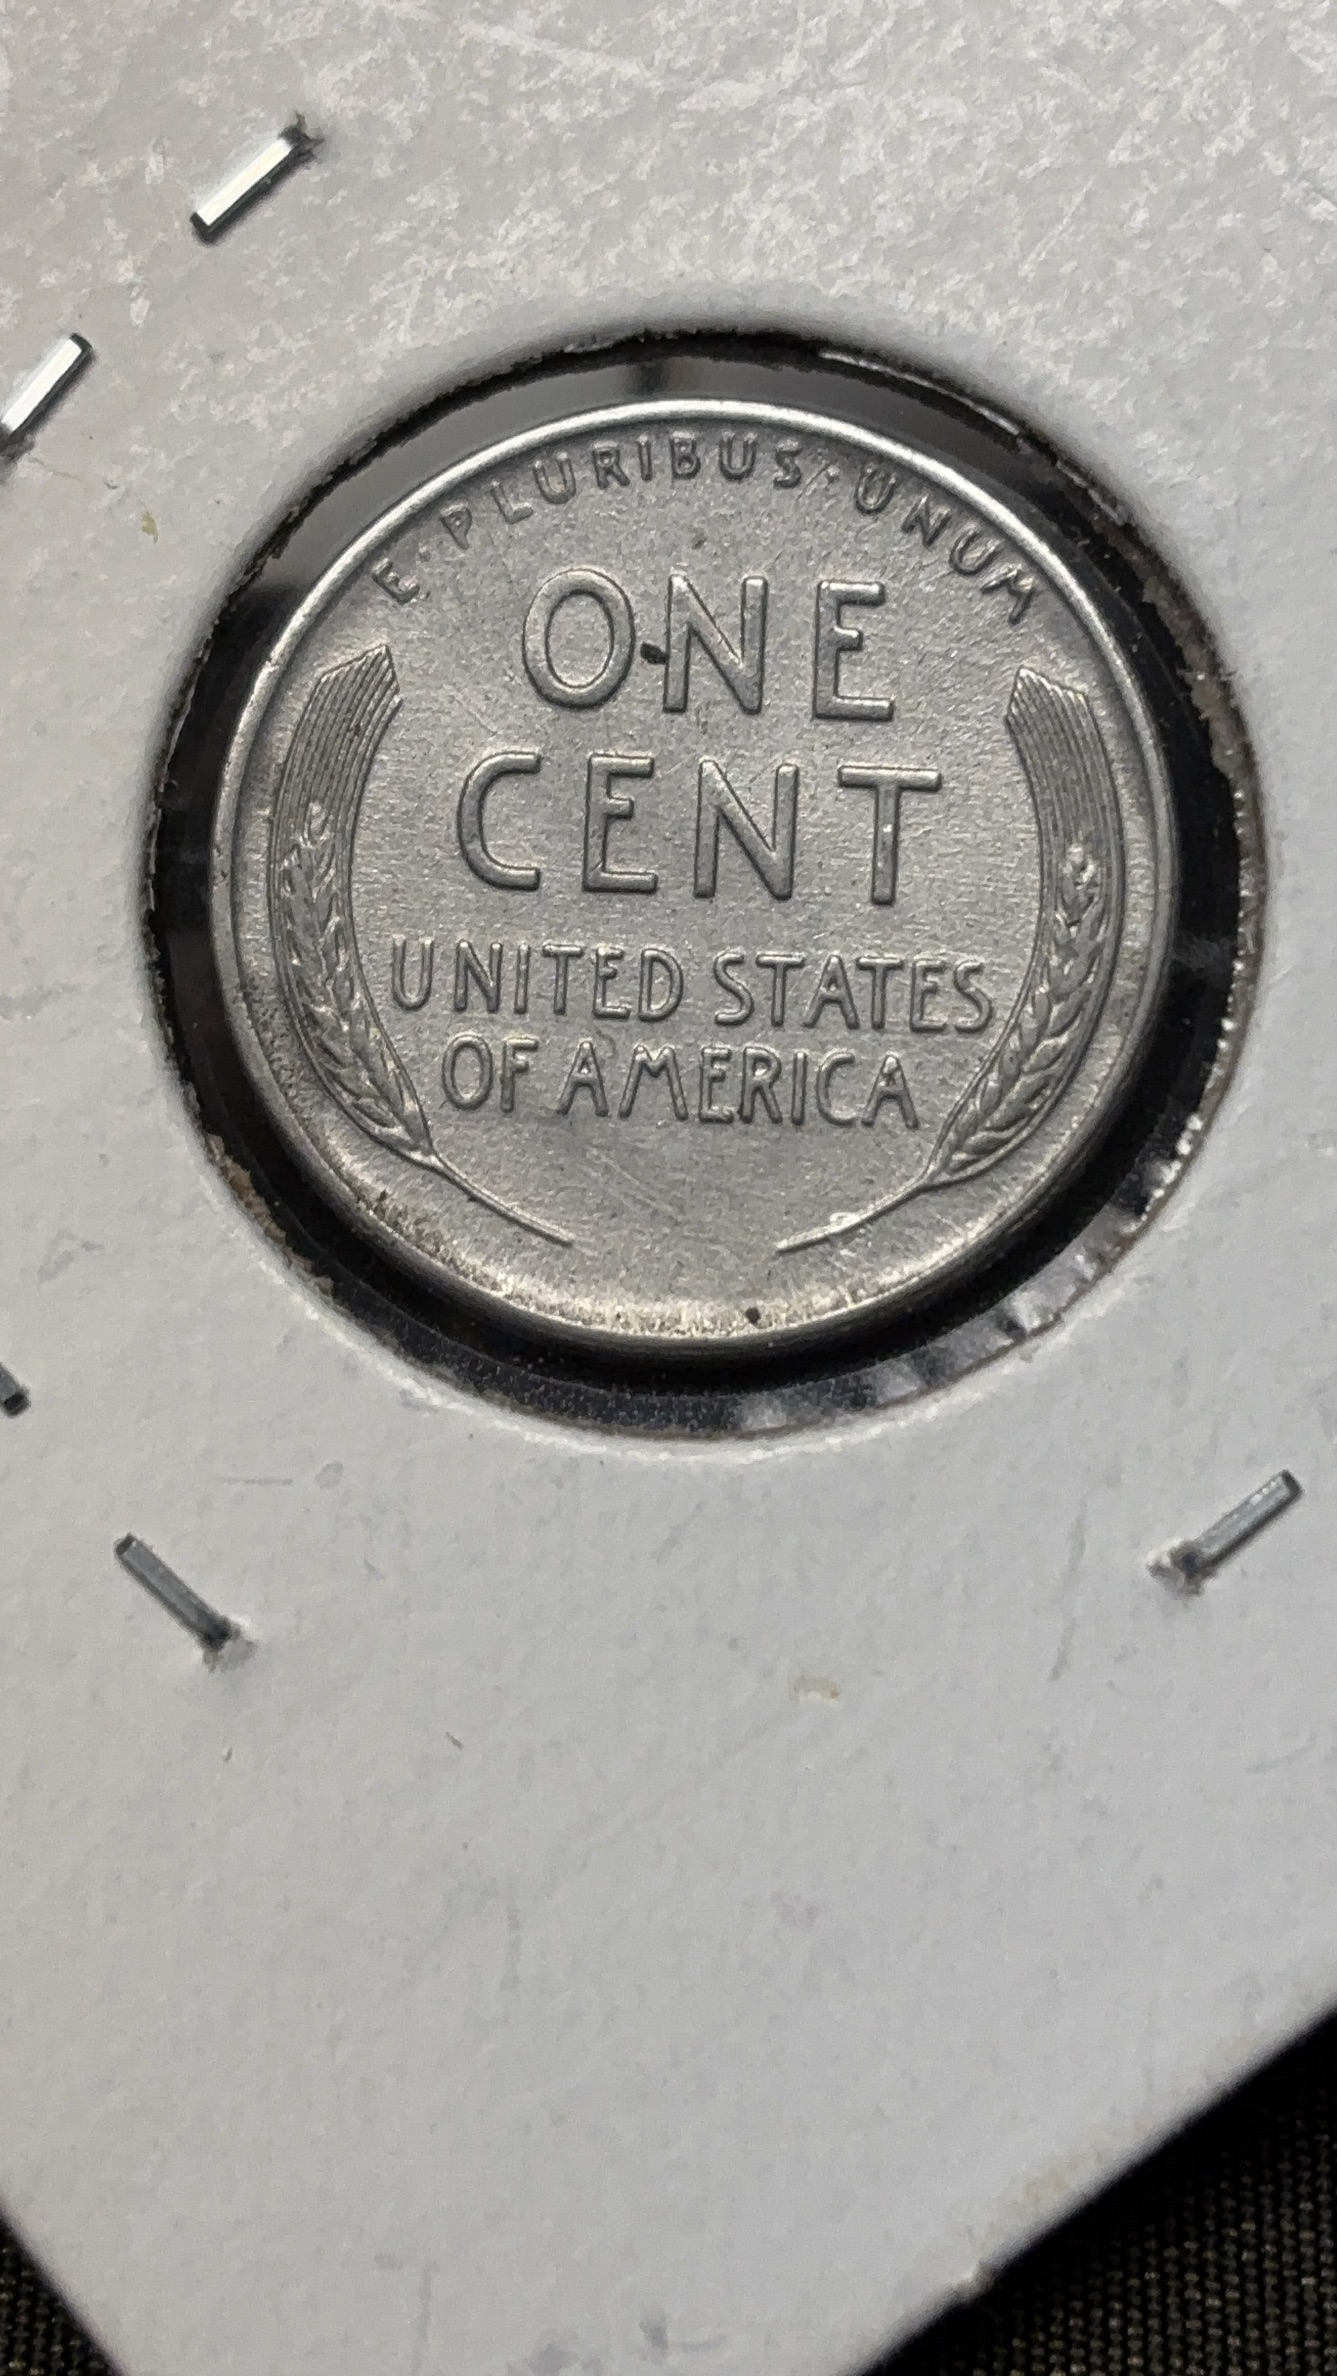 E·PLURIBUS·UNUM
ONE
CENT
UNITED STATES
OF AMERICA